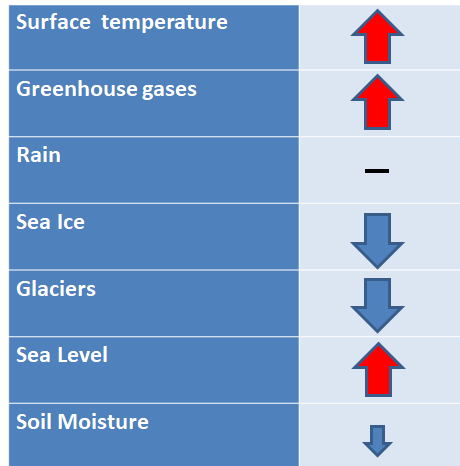 Surface temperature
Greenhouse gases
Rain
Sea Ice
Glaciers
Sea Level
Soil Moisture